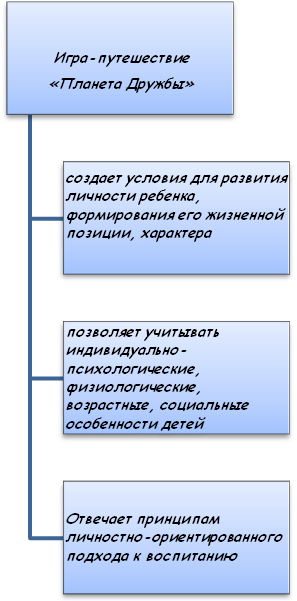 Игра-путешествие
«Планета Дружбы»
создает условия для развития
личности ребенка,
формирования его жизненной
позиции, характера
позволяет учитывать
индивидуально-
психологические,
физиологические,
возрастные, социальные
особенности детей
Отвечает принципам
личностно-ориентированного
подхода к воспитанию